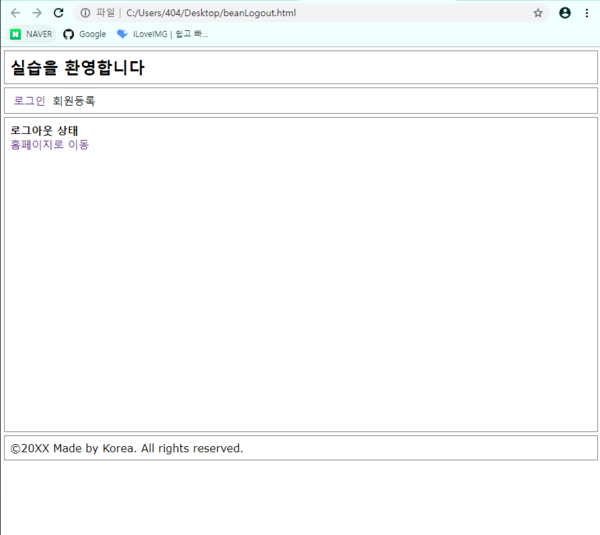 파일 | C:/Users/404/Desktop/beanLogout.html
N NAVER Google iLoveIMG | 쉽고 빠...
실습을 환영합니다
로그인 회원등록
로그아웃 상태
홈페이지로 이동
©20XX Made by Korea. All rights reserved.